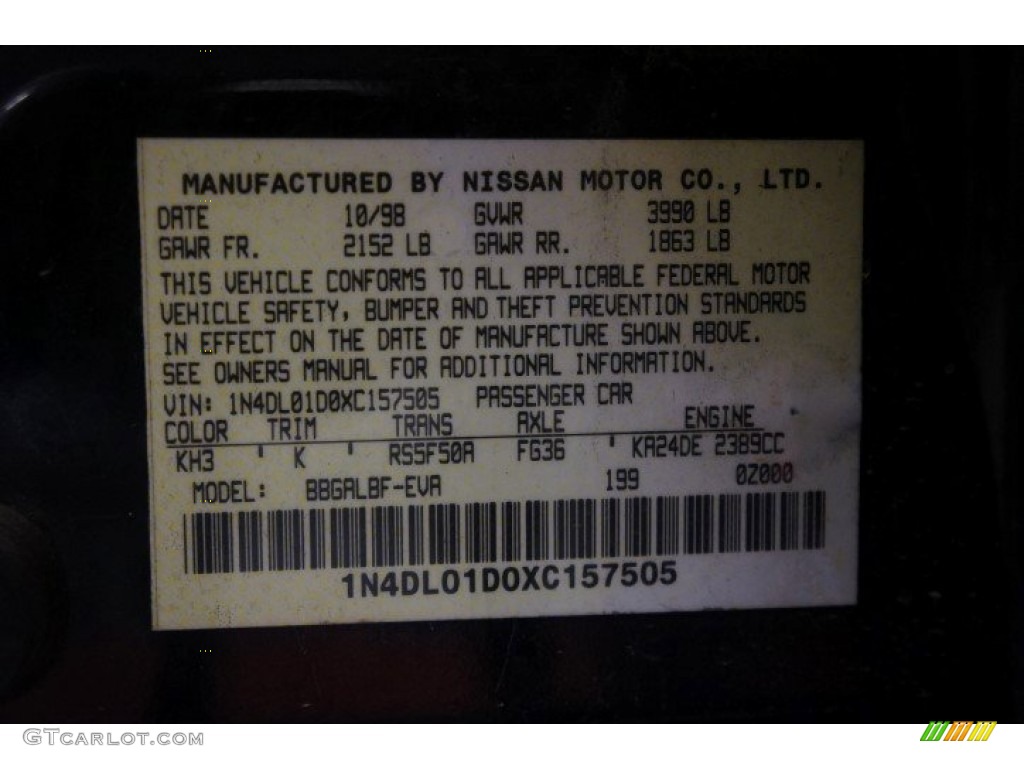 MANUFACTURED BY NISSAN MOTOR CO., LTD.
DATE 10/98 GVWR 3990 LB
GAWR FR. 2152 LB GAWR RR. 1863 LB
THIS VEHICLE CONFORMS TO ALL APPLICABLE FEDERAL MOTOR
VEHICLE SAFETY, BUMPER AND THEFT PREVENTION STANDARDS
IN EFFECT ON THE DATE OF MANUFACTURE SHOWN ABOVE.
SEE OWNERS MANUAL FOR ADDITIONAL INFORMATION.
VIN: 1N4DL01D0XC157505 PASSENGER CAR
COLOR TRIM TRANS AXLE ENGINE
KH3 ' K ' RS5F50A FG36 ' KA24DE 2389CC
MODEL: BBGALBF-EVA 199 0Z000
1N4DL01D0XC157505
GTCARLOT.COM